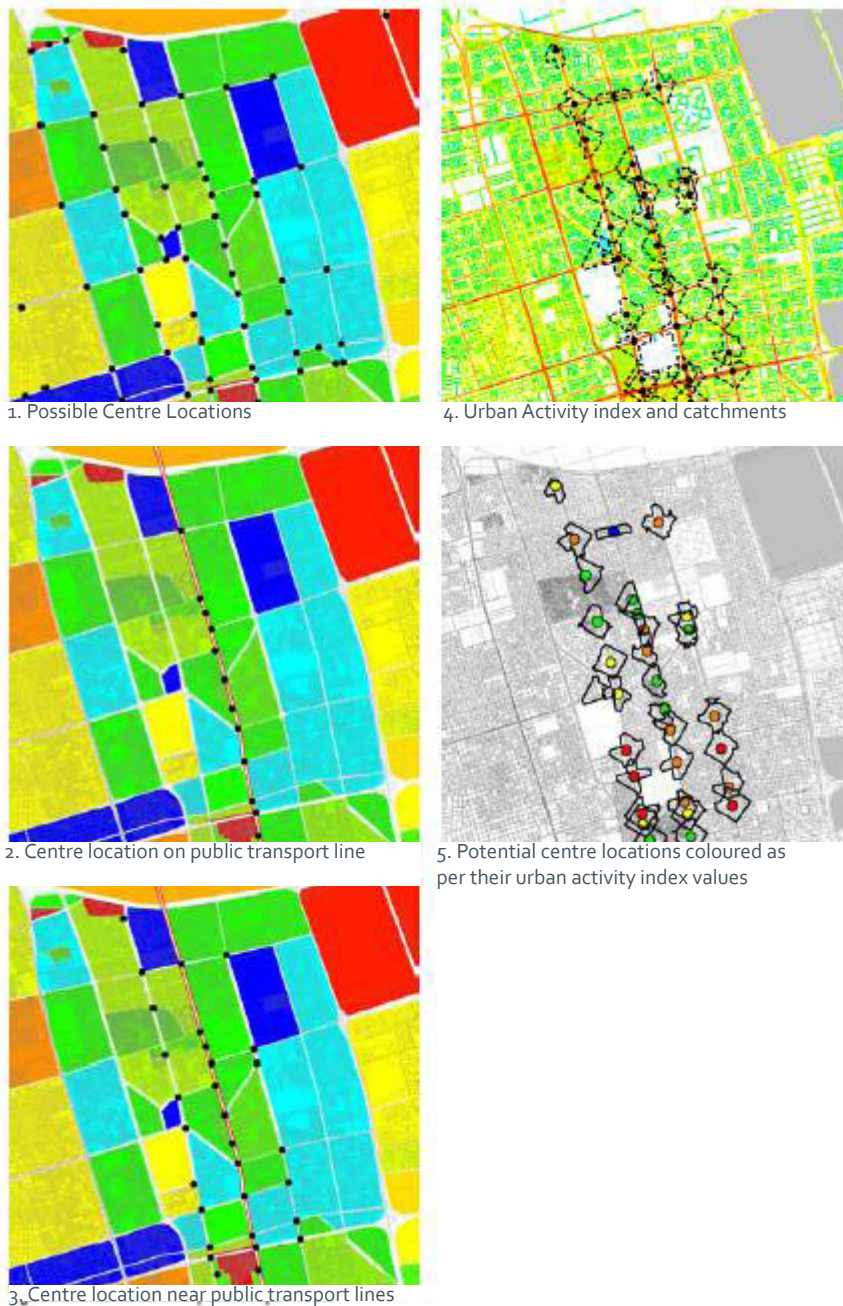 1. Possible Centre Locations
4. Urban Activity index and catchments
2. Centre location on public transport line
5. Potential centre locations coloured as
per their urban activity index values
3. Centre location near public transport lines